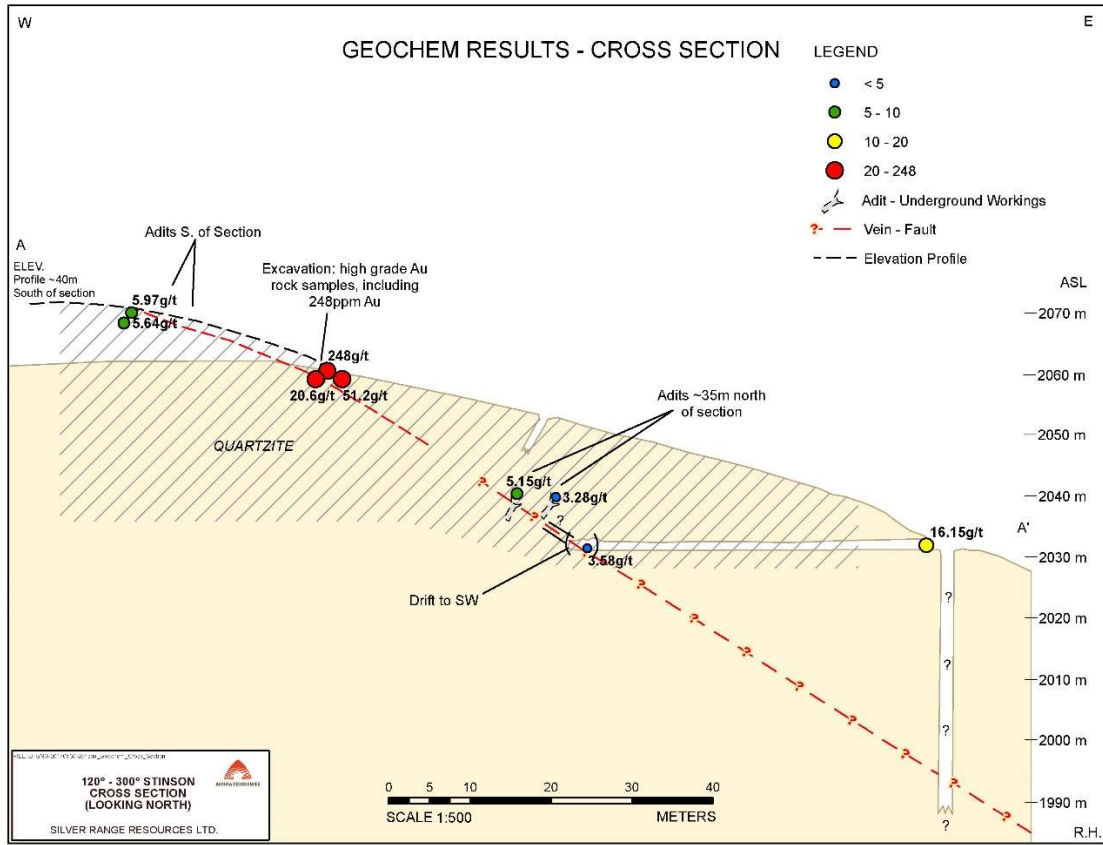 W
E
GEOCHEM RESULTS - CROSS SECTION
LEGEND
< 5
5 - 10
10 - 20
20 - 248
Adit - Underground Workings
?- Vein - Fault
Elevation Profile
Adits S. of Section
A
ELEV.
Profile ~40m
South of section
Excavation: high grade Au
rock samples, including
248ppm Au
ASL
5.97g/t
5.64g/t
2070 m
248g/t
20.6g/t
51.2g/t
2060 m
Adits ~35m north
of section
QUARTZITE
2050 m
?
5.15g/t
3.28g/t
2040 m
?
?
16.15g/t
A'
3.58g/t
2030 m
Drift to SW
?
?
2020 m
?
?
2010 m
?
?
2000 m
?
?
?
1990 m
?
?
120° - 300° STINSON
CROSS SECTION
(LOOKING NORTH)
SILVER RANGE RESOURCES LTD.
0 5 10 20 30 40
SCALE 1:500
METERS
R.H.